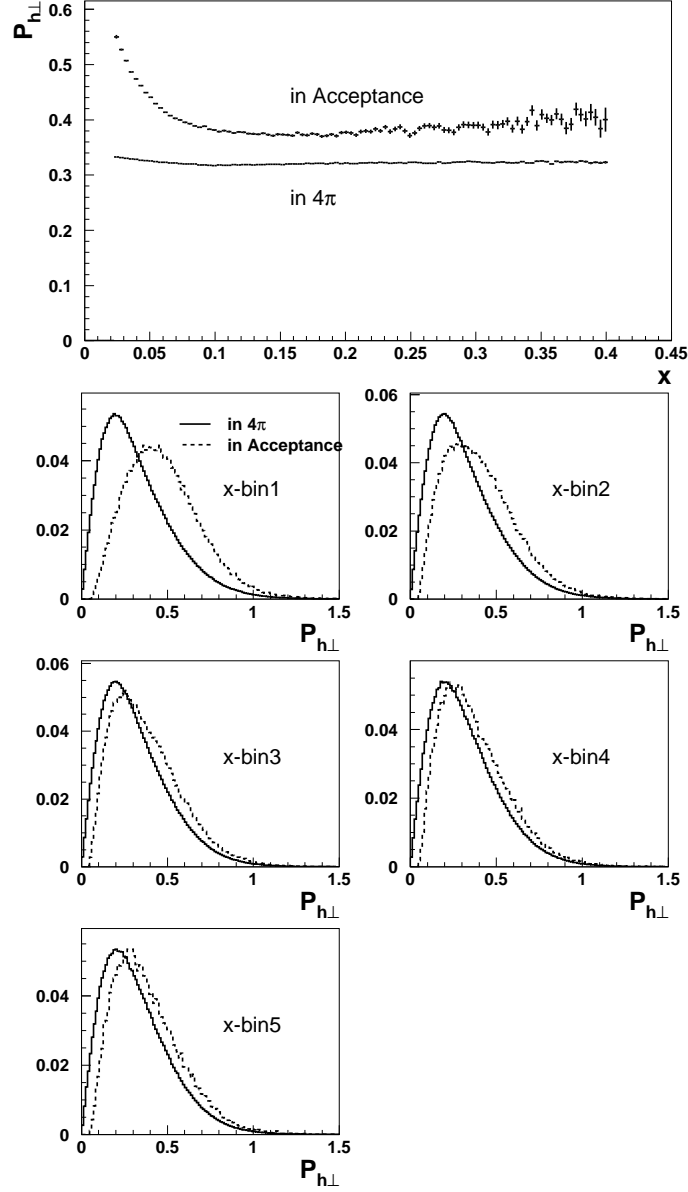 P_h⊥
0.6
0.5
0.4
0.3
0.2
0.1
0
in Acceptance
in 4π
0 0.05 0.1 0.15 0.2 0.25 0.3 0.35 0.4 0.45
x
0.04
0.02
0
in 4π
in Acceptance
x-bin1
0 0.5 1 1.5
P_h⊥
0.06
0.04
0.02
0
x-bin2
0 0.5 1 1.5
P_h⊥
0.06
0.04
0.02
0
x-bin3
0 0.5 1 1.5
P_h⊥
0.04
0.02
0
x-bin4
0 0.5 1 1.5
P_h⊥
0.04
0.02
0
x-bin5
0 0.5 1 1.5
P_h⊥